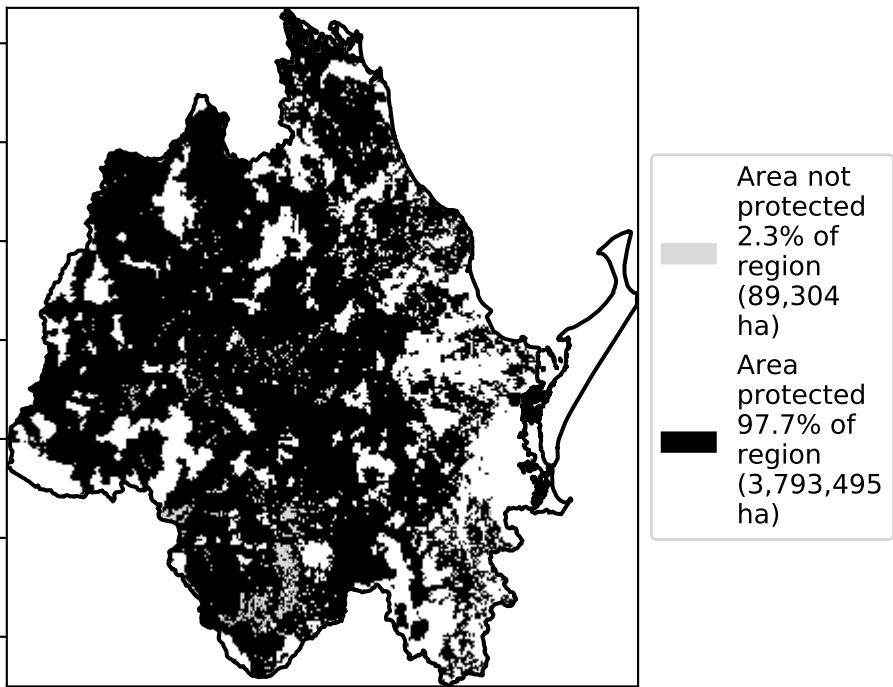 Area not
protected
2.3% of
region
(89,304
ha)
Area
protected
97.7% of
region
(3,793,495
ha)